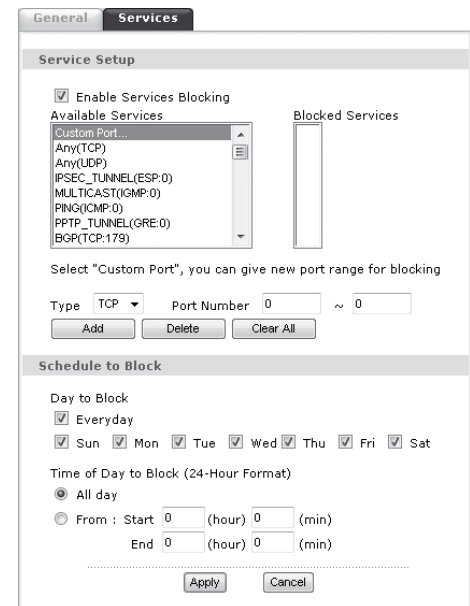 General Services
Service Setup
Enable Services Blocking
Available Services Blocked Services
Custom Port...
Any(TCP)
Any(UDP)
IPSEC_TUNNEL(ESP:0)
MULTICAST(IGMP:0)
PING(ICMP:0)
PPTP_TUNNEL(GRE:0)
BGP(TCP:179)
Select "Custom Port", you can give new port range for blocking
Type TCP Port Number 0 ~ 0
Add Delete Clear All
Schedule to Block
Day to Block
Everyday
Sun Mon Tue Wed Thu Fri Sat
Time of Day to Block (24-Hour Format)
All day
From : Start 0 (hour) 0 (min)
End 0 (hour) 0 (min)
Apply Cancel